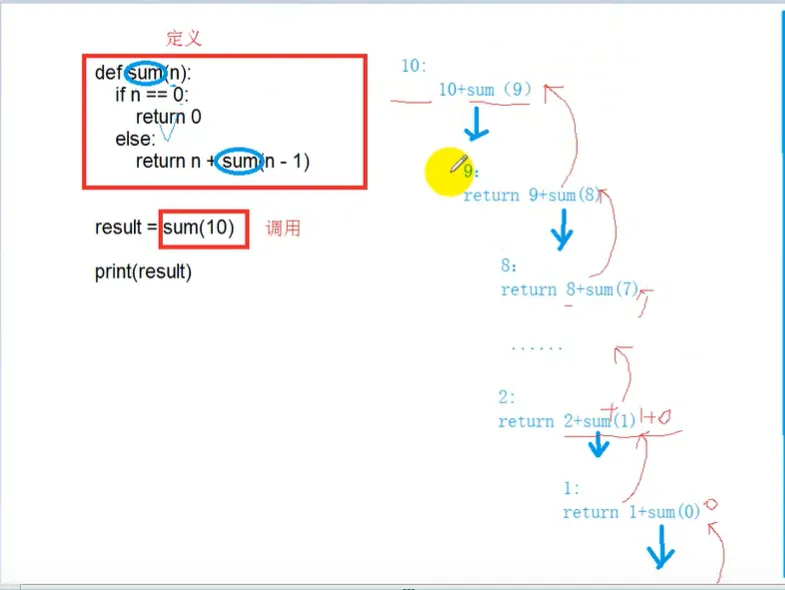 定义
def sum(n):
if n == 0:
return 0
else:
return n + sum(n - 1)
result = sum(10)
调用
print(result)
10:
10+sum（9）
9:
return 9+sum(8)
8:
return 8+sum(7)
......
2:
return 2+sum(1) 1+0
1:
return 1+sum(0) 0